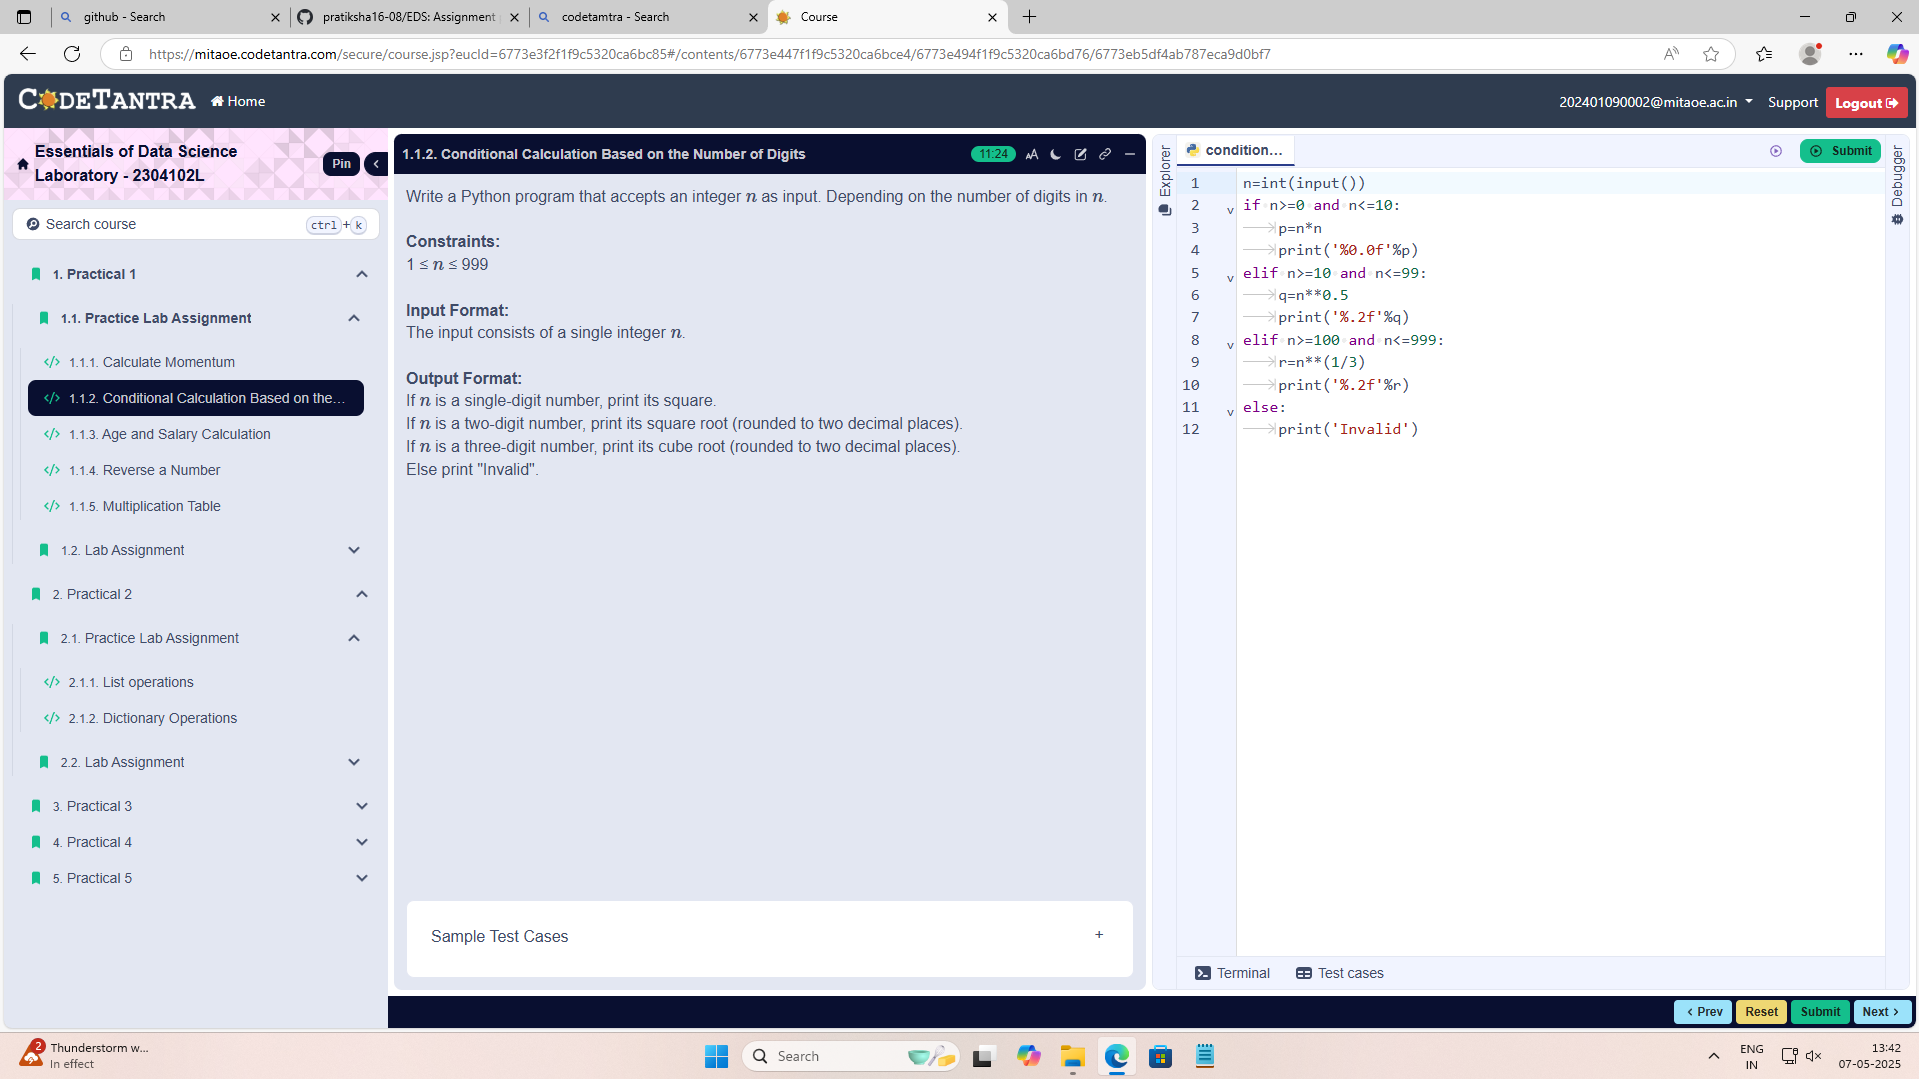 github - Search
pratiksha16-08/EDS: Assignment
codetamtra - Search
Course
https://mitaoe.codetantra.com/secure/course.jsp?eucId=6773e3f2f1f9c5320ca6bc85#/contents/6773e447f1f9c5320ca6bce4/6773e494f1f9c5320ca6bd76/6773eb5df4ab787eca9d0bf7
CODETANTRA
Home
202401090002@mitaoe.ac.in
Support
Logout
Essentials of Data Science
Laboratory - 2304102L
Pin
Search course
ctrl + k
1. Practical 1
1.1. Practice Lab Assignment
1.1.1. Calculate Momentum
1.1.2. Conditional Calculation Based on the...
1.1.3. Age and Salary Calculation
1.1.4. Reverse a Number
1.1.5. Multiplication Table
1.2. Lab Assignment
2. Practical 2
2.1. Practice Lab Assignment
2.1.1. List operations
2.1.2. Dictionary Operations
2.2. Lab Assignment
3. Practical 3
4. Practical 4
5. Practical 5
1.1.2. Conditional Calculation Based on the Number of Digits
11:24
Write a Python program that accepts an integer n as input. Depending on the number of digits in n.
Constraints:
1 ≤ n ≤ 999
Input Format:
The input consists of a single integer n.
Output Format:
If n is a single-digit number, print its square.
If n is a two-digit number, print its square root (rounded to two decimal places).
If n is a three-digit number, print its cube root (rounded to two decimal places).
Else print "Invalid".
Sample Test Cases
+
Explorer
condition...
Submit
Debugger
1 n=int(input())
2 if n>=0 and n<=10:
3 p=n*n
4 print('%0.0f'%p)
5 elif n>=10 and n<=99:
6 q=n**0.5
7 print('%.2f'%q)
8 elif n>=100 and n<=999:
9 r=n**(1/3)
10 print('%.2f'%r)
11 else:
12 print('Invalid')
Terminal
Test cases
Prev
Reset
Submit
Next
2
Thunderstorm w...
In effect
Search
ENG
IN
13:42
07-05-2025